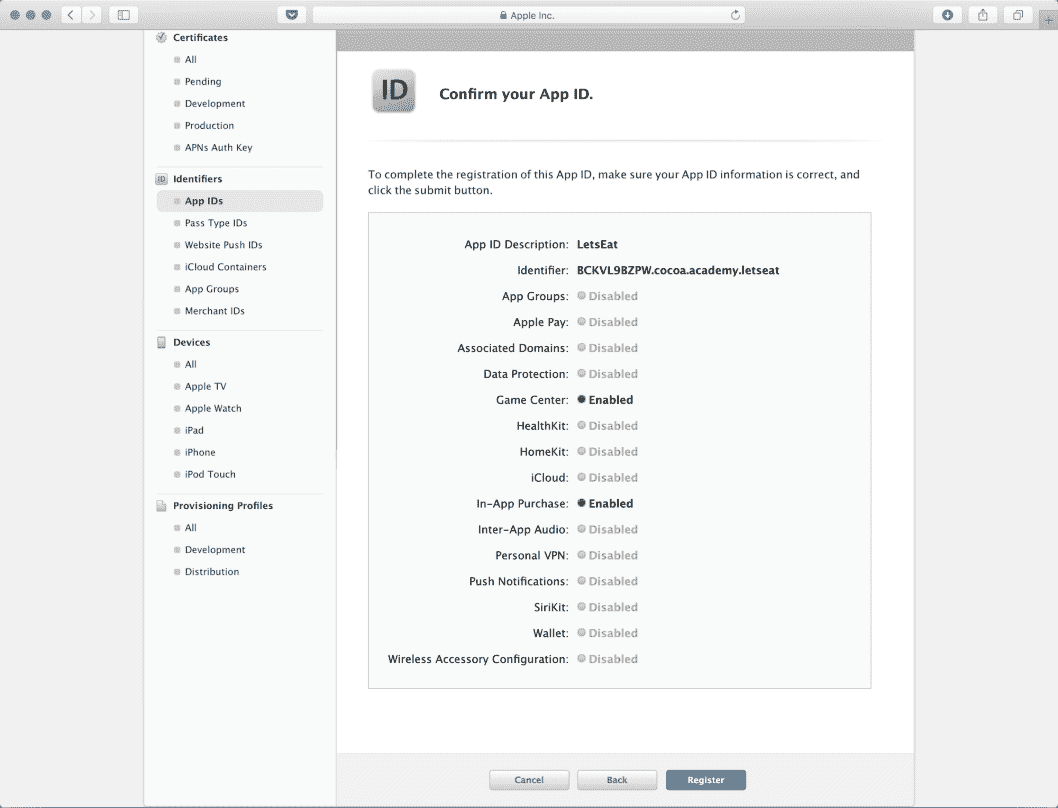 Apple Inc.
Certificates
All
Pending
Development
Production
APNs Auth Key
ID Identifiers
App IDs
Pass Type IDs
Website Push IDs
iCloud Containers
App Groups
Merchant IDs
Devices
All
Apple TV
Apple Watch
iPad
iPhone
iPod Touch
Provisioning Profiles
All
Development
Distribution
ID Confirm your App ID.
To complete the registration of this App ID, make sure your App ID information is correct, and
click the submit button.
App ID Description: LetsEat
Identifier: BCKVL9BZPW.cocoa.academy.letseat
App Groups: Disabled
Apple Pay: Disabled
Associated Domains: Disabled
Data Protection: Disabled
Game Center: Enabled
HealthKit: Disabled
HomeKit: Disabled
iCloud: Disabled
In-App Purchase: Enabled
Inter-App Audio: Disabled
Personal VPN: Disabled
Push Notifications: Disabled
SiriKit: Disabled
Wallet: Disabled
Wireless Accessory Configuration: Disabled
Cancel Back Register